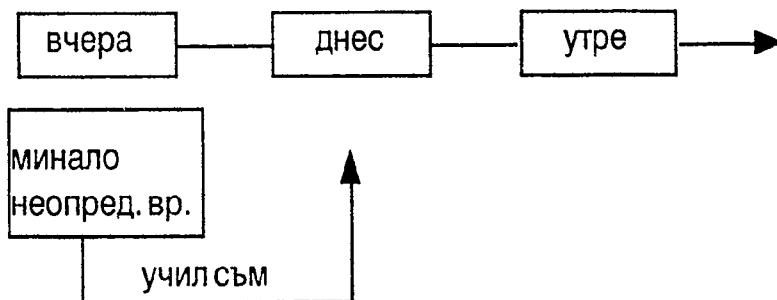 вчера днес утре
минало
неопред. вр.
учил съм